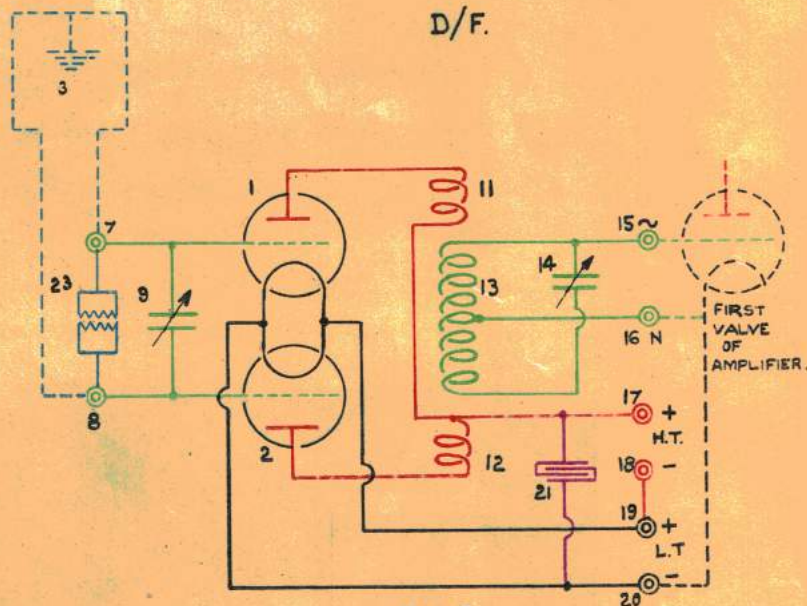 D/F.
3
1
11
7
15 ~
23
9
13
14
16 N
FIRST
VALVE
OF
AMPLIFIER.
8
17
+
H.T.
2
12
18
-
21
19
+
L.T
-
20